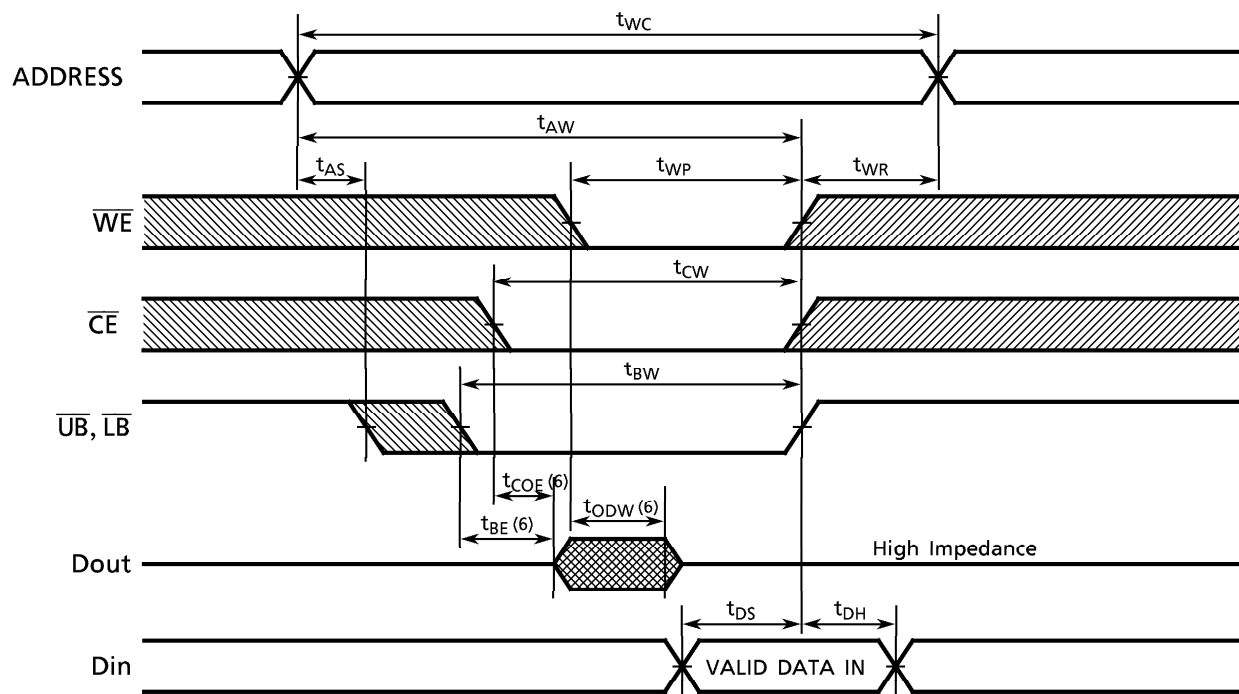 tWC
ADDRESS
tAW
tAS
tWP
tWR
WE
tCW
CE
tBW
UB, LB
tCOE (6)
tODW (6)
tBE (6)
High Impedance
Dout
tDS
tDH
Din
VALID DATA IN